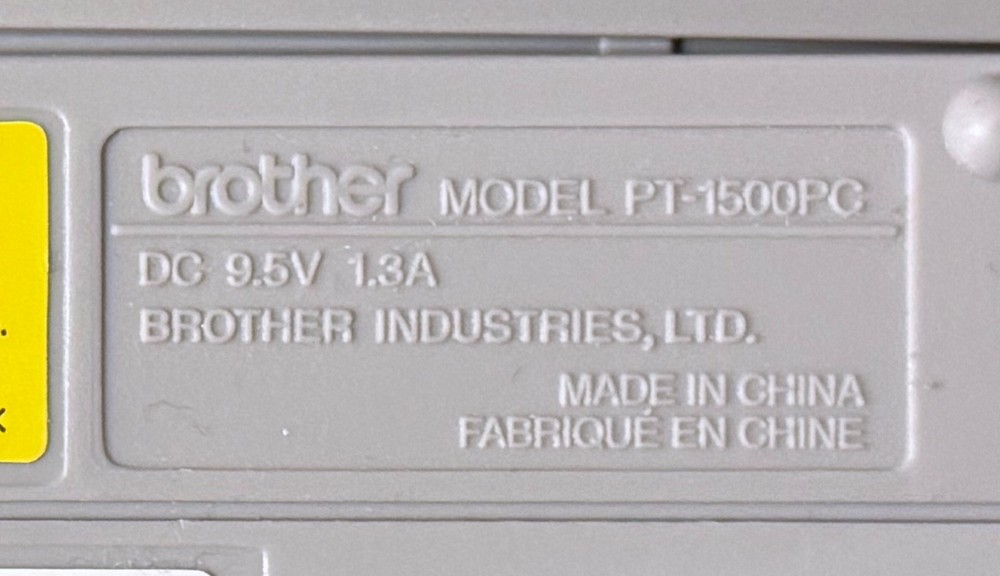 brother MODEL PT-1500PC
DC 9.5V 1.3A
BROTHER INDUSTRIES, LTD.
MADE IN CHINA
FABRIQUÉ EN CHINE